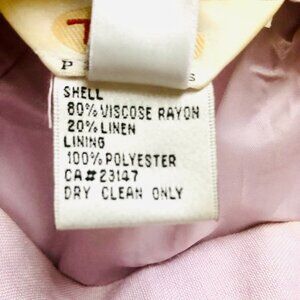 SHELL
80% VISCOSE RAYON
20% LINEN
LINING
100% POLYESTER
CA#23147
DRY CLEAN ONLY